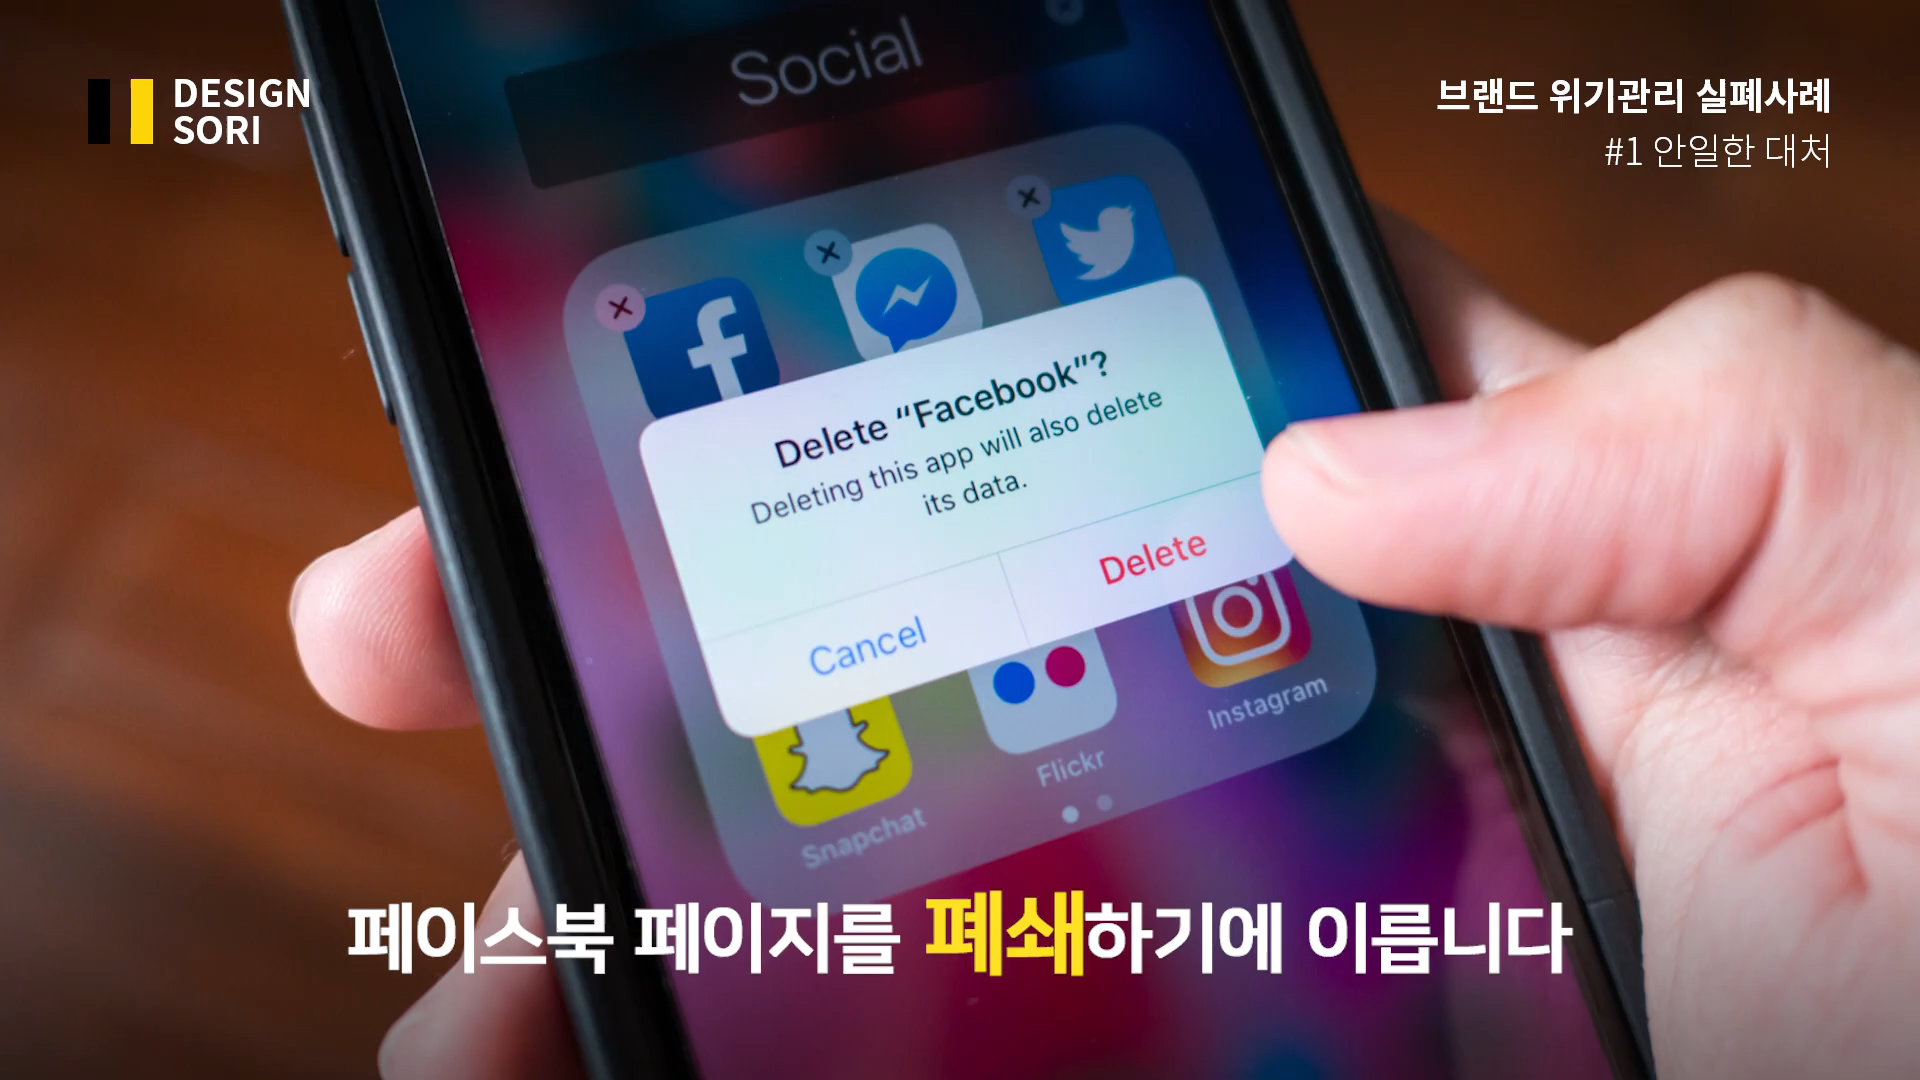 DESIGN
SORI
브랜드 위기관리 실폐사례
#1 안일한 대처
Social
Delete “Facebook”?
Deleting this app will also delete
its data.
Cancel
Delete
Snapchat
Flickr
Instagram
페이스북 페이지를 폐쇄하기에 이릅니다